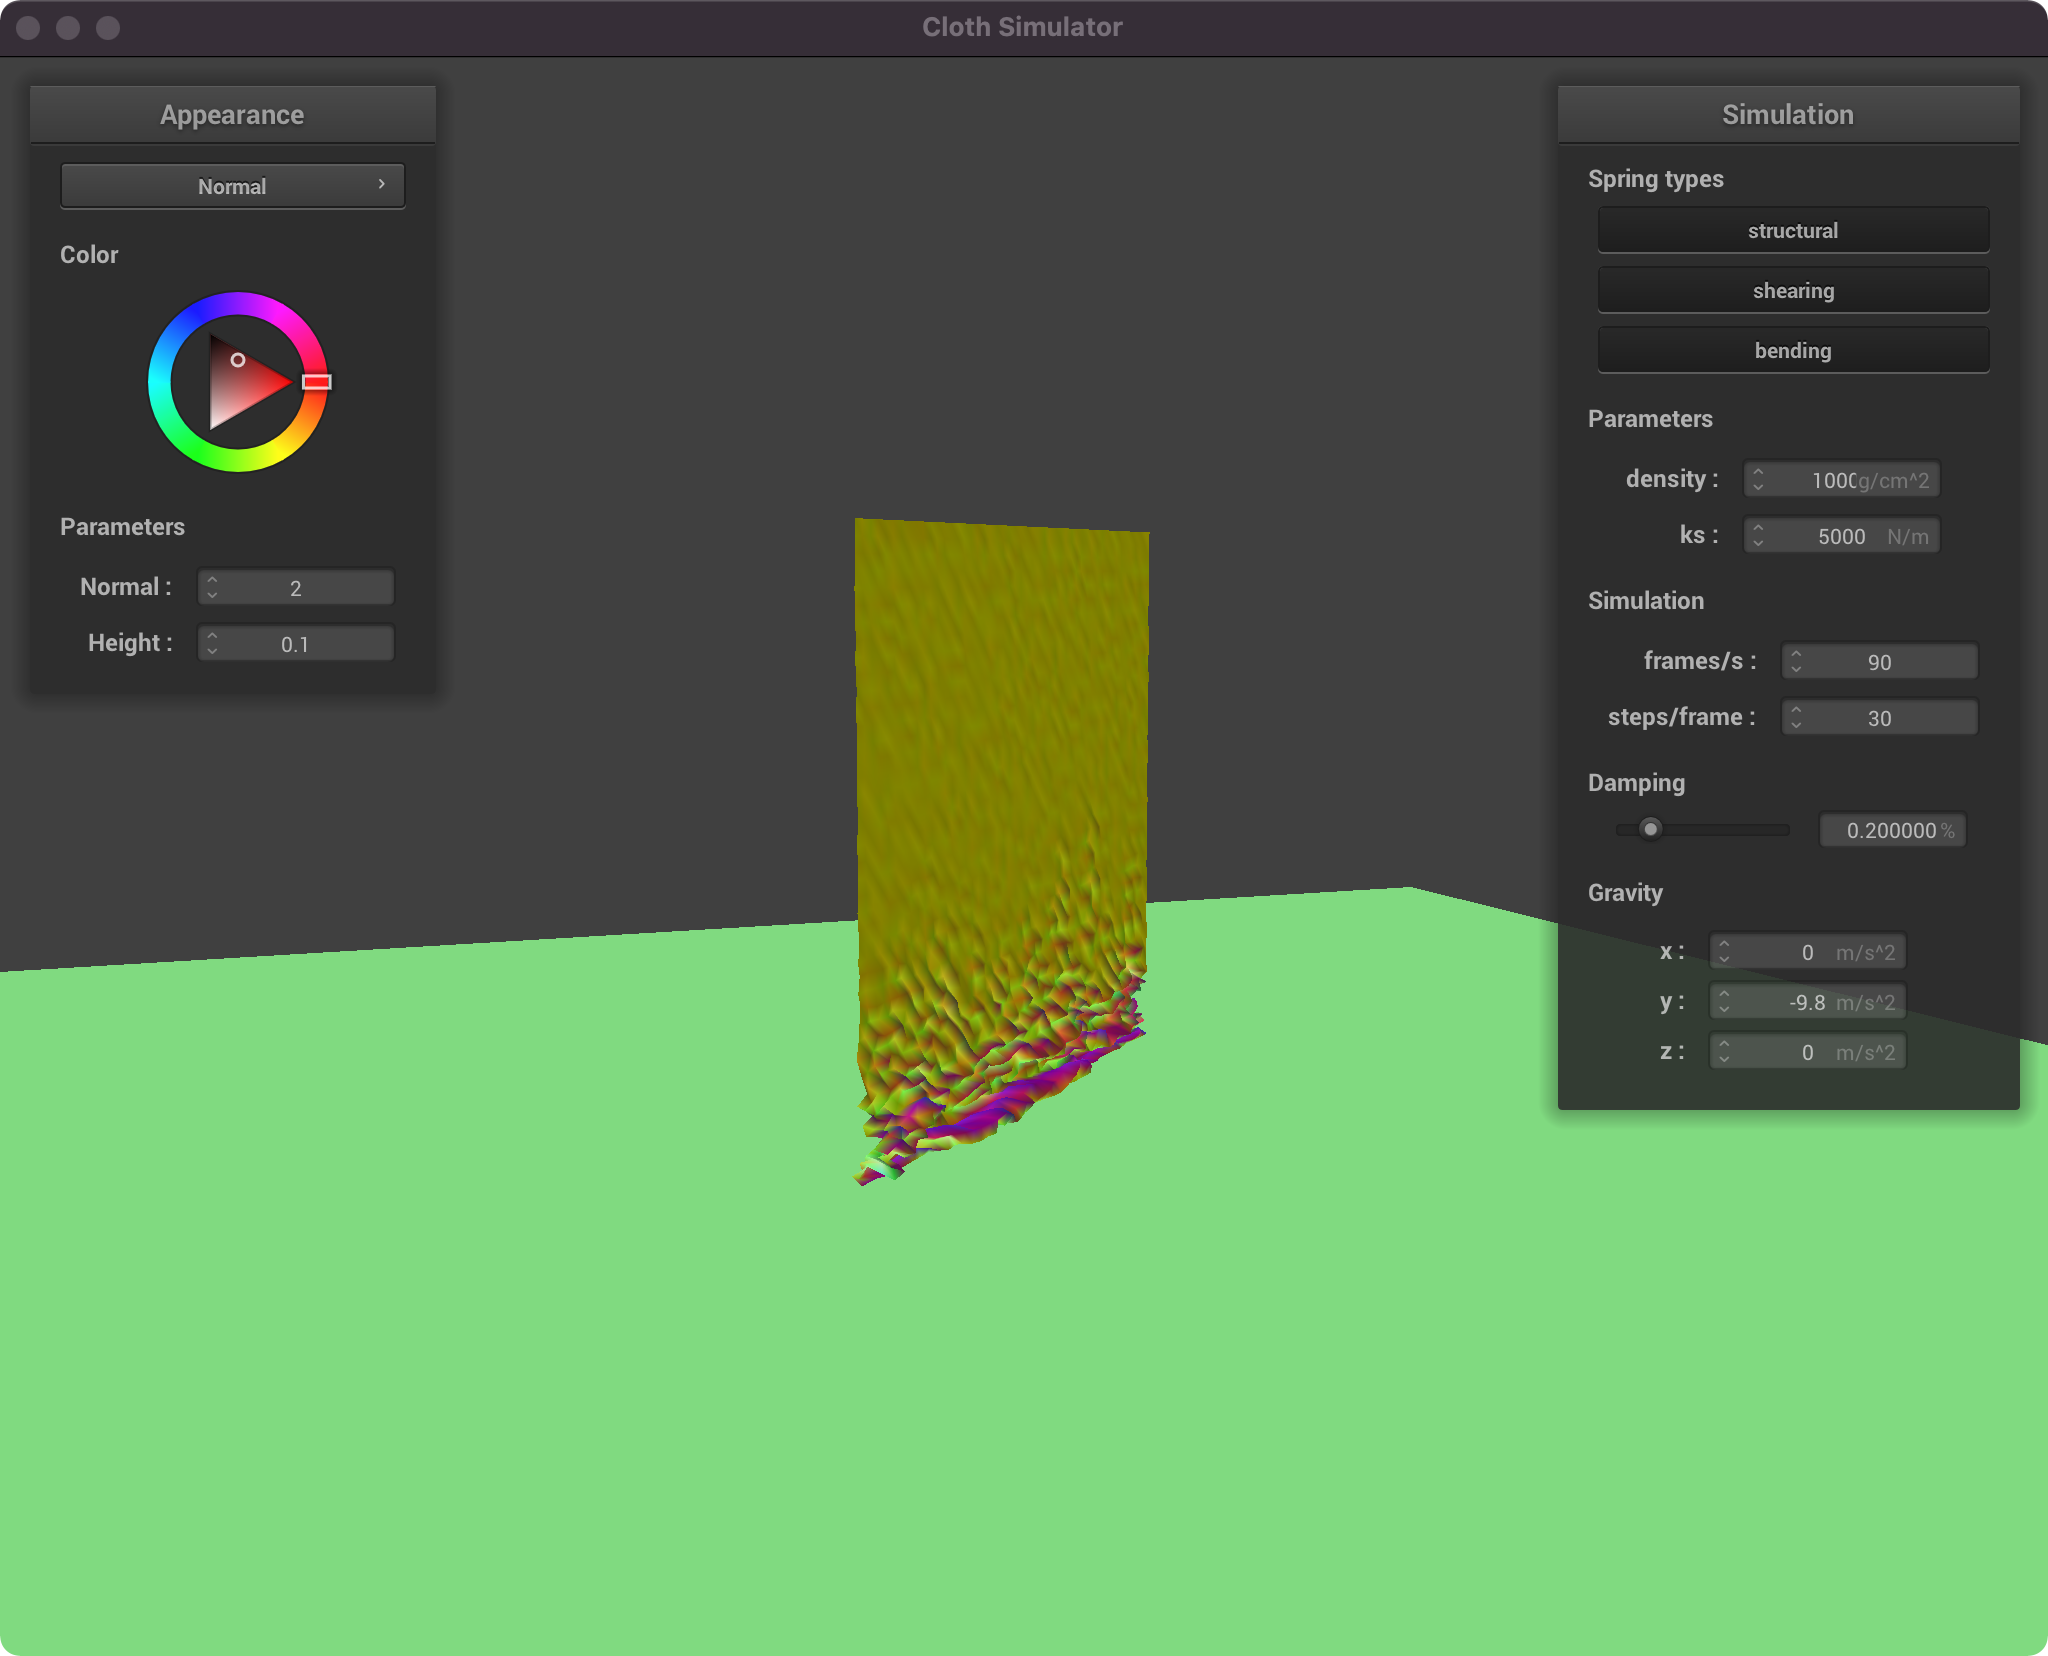 Cloth Simulator
Appearance
Normal
Color
Parameters
Normal :
2
Height :
0.1
Simulation
Spring types
structural
shearing
bending
Parameters
density :
1000 g/cm^2
ks :
5000 N/m
Simulation
frames/s :
90
steps/frame :
30
Damping
0.200000 %
Gravity
x :
0 m/s^2
y :
-9.8 m/s^2
z :
0 m/s^2